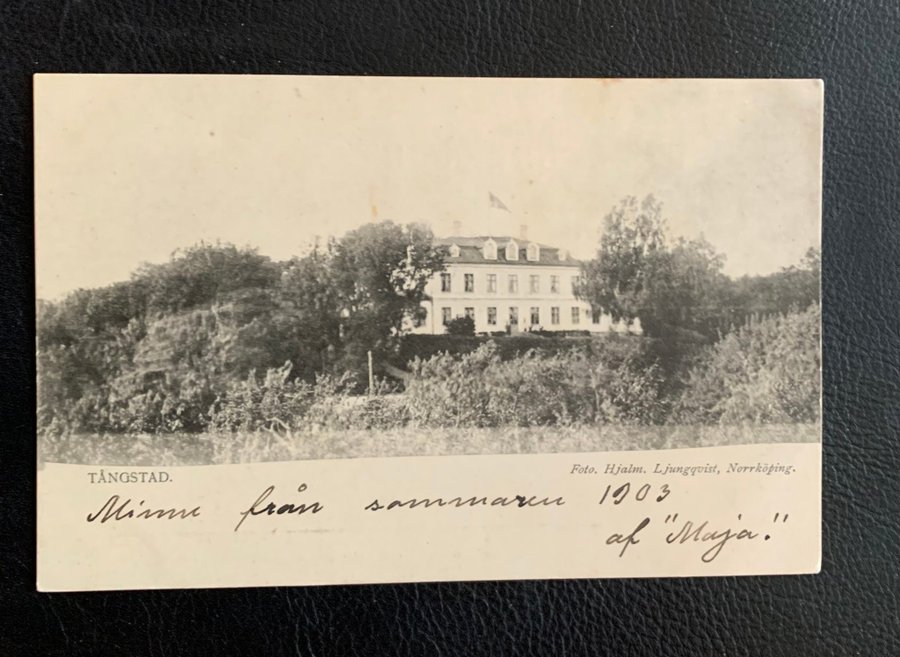 TÅNGSTAD.
Foto. Hjalm. Ljungqvist, Norrköping.
Minne från sommaren 1903
af "Maja".